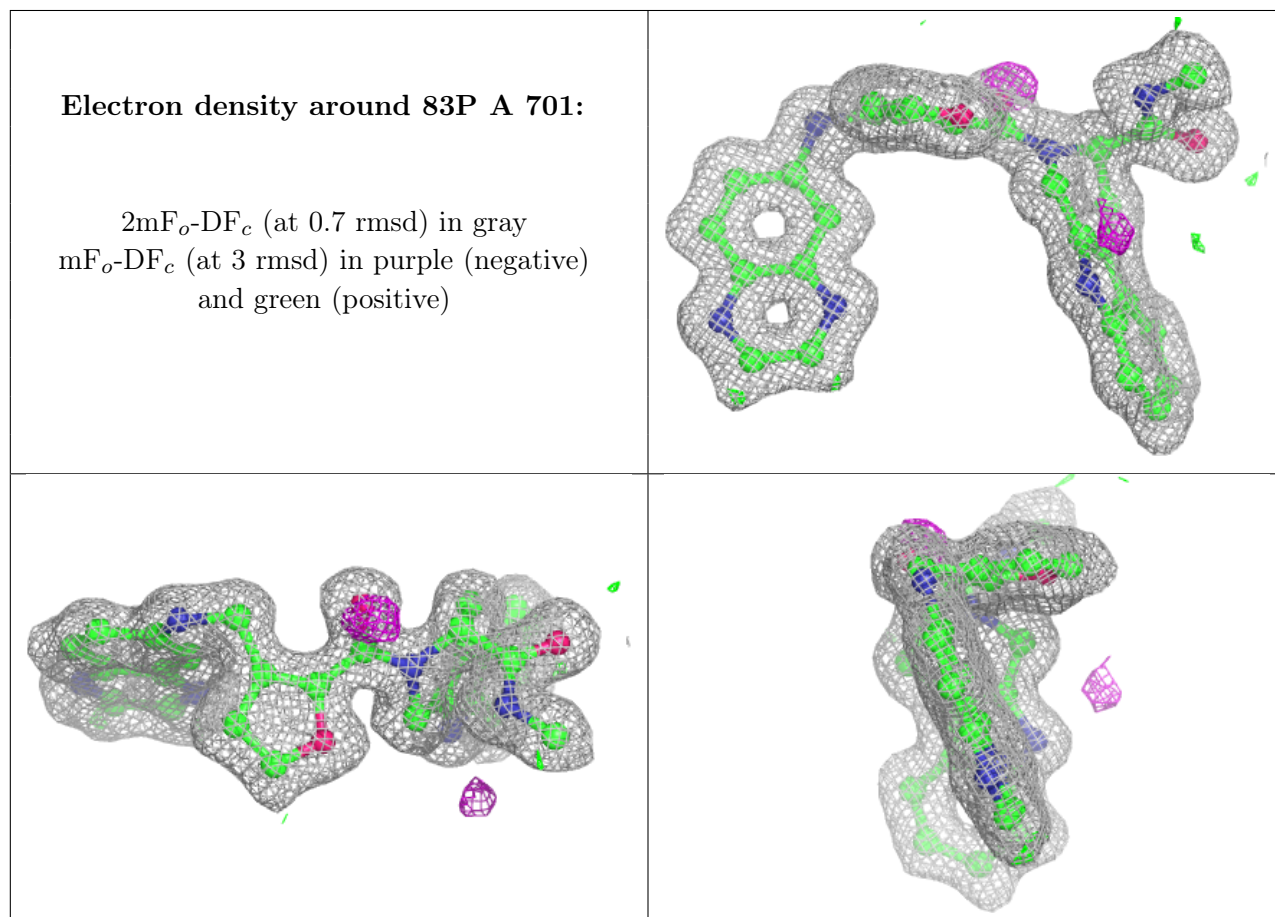 Electron density around 83P A 701:
2mFo-DFc (at 0.7 rmsd) in gray
mFo-DFc (at 3 rmsd) in purple (negative)
and green (positive)